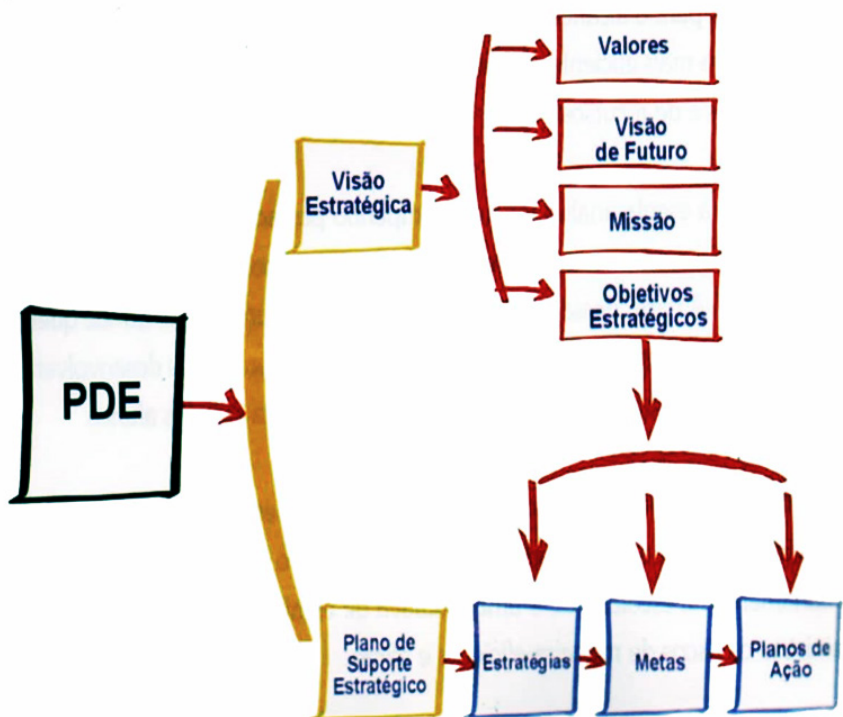 Valores
Visão
de Futuro
Visão
Estratégica
Missão
Objetivos
Estratégicos
PDE
Plano de
Suporte
Estratégico
Estratégias
Metas
Planos de
Ação